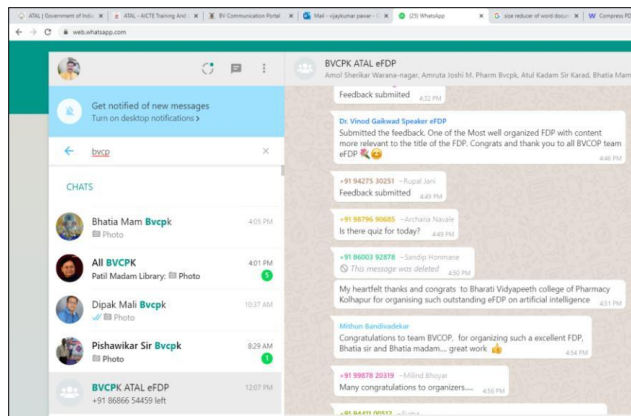 ATAL | Government of India
ATAL - AICTE Training And
BV Communication Portal
Mail - vijaykumar pawar -
(25) WhatsApp
size reducer of word docum
Compress PD
web.whatsapp.com
Get notified of new messages
Turn on desktop notifications >
bvcp
CHATS
Bhatia Mam Bvcpk 4:05 PM
Photo
All BVCPK 4:01 PM
Patil Madam Library: Photo 5
Dipak Mali Bvcpk 10:37 AM
Photo
Pishawikar Sir Bvcpk 8:29 AM
Photo 1
BVCPK ATAL eFDP 12:07 PM
+91 86866 54459 left
BVCPK ATAL eFDP
Amol Sherikar Warana-nagar, Amruta Joshi M. Pharm Bvcpk, Atul Kadam Sir Karad, Bhatia Mam
Feedback submiited 4:32 PM
Dr. Vinod Gaikwad Speaker eFDP
Submitted the feedback. One of the Most well organized FDP with content
more relevant to the title of the FDP. Congrats and thank you to all BVCOP team
eFDP 💐😊 4:46 PM
+91 94275 30251 ~Rupal Jani
Feedback submitted 4:49 PM
+91 98796 90685 ~Archana Navale
Is there quiz for today? 4:49 PM
+91 86003 92878 ~Sandip Honmane
This message was deleted 4:50 PM
My heartfelt thanks and congrats to Bharati Vidyapeeth college of Pharmacy
Kolhapur for organising such outstanding eFDP on artificial intelligence 4:51 PM
Mithun Bandivadekar
Congratulations to team BVCOP, for organizing such a excellent FDP,
Bhatia sir and Bhatia madam.... great work 👍 4:54 PM
+91 99878 20319 ~Milind Bhoyar
Many congratulations to organizers.... 4:55 PM